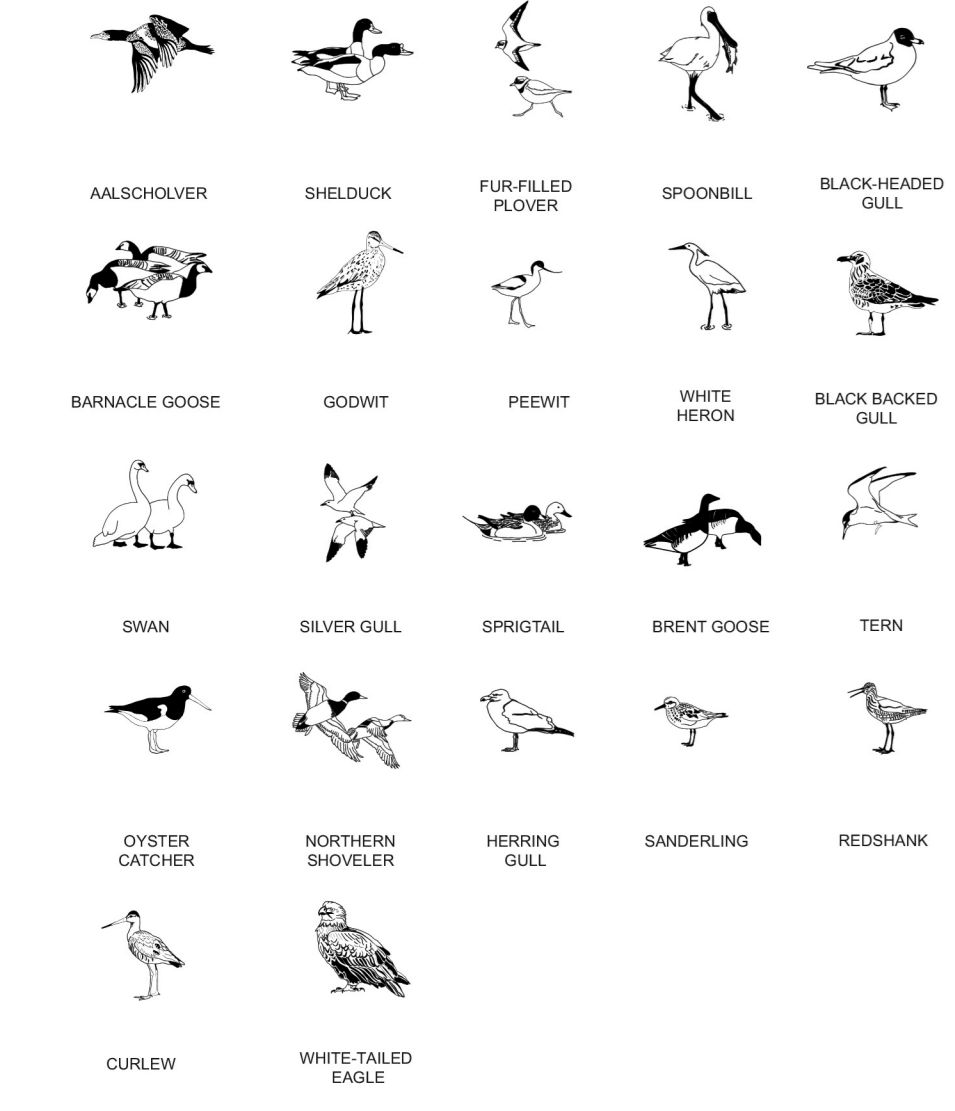 AALSCHOLVER
SHELDUCK
FUR-FILLED
PLOVER
SPOONBILL
BLACK-HEADED
GULL
BARNACLE GOOSE
GODWIT
PEEWIT
WHITE
HERON
BLACK BACKED
GULL
SWAN
SILVER GULL
SPRIGTAIL
BRENT GOOSE
TERN
OYSTER
CATCHER
NORTHERN
SHOVELER
HERRING
GULL
SANDERLING
REDSHANK
CURLEW
WHITE-TAILED
EAGLE